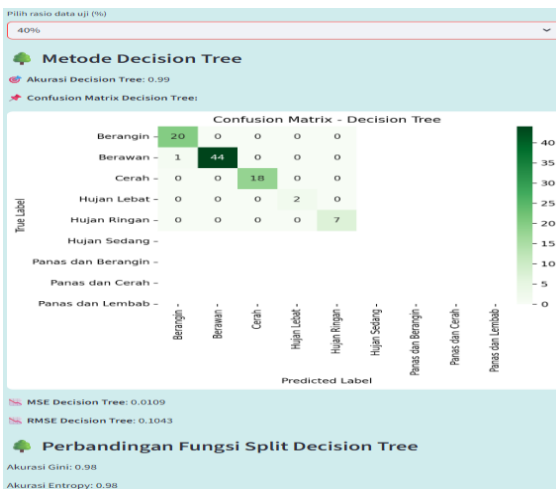 Pilih rasio data uji (%)
40%
Metode Decision Tree
Akurasi Decision Tree: 0.99
Confusion Matrix Decision Tree:
Confusion Matrix - Decision Tree
True Label
Berangin - 20 0 0 0 0
Berawan - 1 44 0 0 0
Cerah - 0 0 18 0 0
Hujan Lebat - 0 0 0 2 0
Hujan Ringan - 0 0 0 0 7
Hujan Sedang -
Panas dan Berangin -
Panas dan Cerah -
Panas dan Lembab -
Berangin - Berawan - Cerah - Hujan Lebat - Hujan Ringan - Hujan Sedang - Panas dan Berangin - Panas dan Cerah - Panas dan Lembab -
Predicted Label
- 40
- 35
- 30
- 25
- 20
- 15
- 10
- 5
- 0
MSE Decision Tree: 0.0109
RMSE Decision Tree: 0.1043
Perbandingan Fungsi Split Decision Tree
Akurasi Gini: 0.98
Akurasi Entropy: 0.98